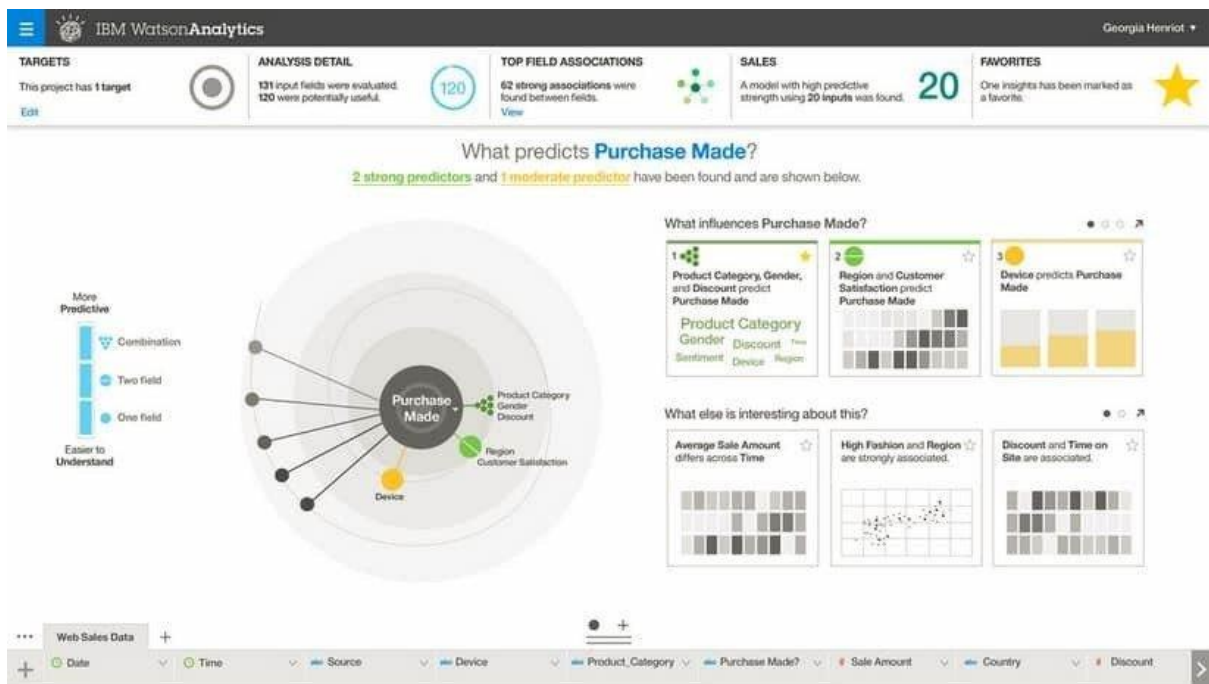 IBM WatsonAnalytics
Georgia Henriot
TARGETS
This project has 1 target
Edit
ANALYSIS DETAIL
131 input fields were evaluated.
120 were potentially useful.
120
TOP FIELD ASSOCIATIONS
62 strong associations were
found between fields.
View
SALES
A model with high predictive
strength using 20 inputs was found.
20
FAVORITES
One insights has been marked as
a favorite.
What predicts Purchase Made?
2 strong predictors and 1 moderate predictor have been found and are shown below.
More
Predictive
Combination
Two field
One field
Easier to
Understand
Purchase
Made
Product Category
Gender
Discount
Region
Customer Satisfaction
Device
What influences Purchase Made?
1
Product Category, Gender,
and Discount predict
Purchase Made
Product Category
Gender Discount Time
Sentiment Device Region
2
Region and Customer
Satisfaction predict
Purchase Made
3
Device predicts Purchase
Made
What else is interesting about this?
Average Sale Amount
differs across Time
High Fashion and Region
are strongly associated.
Discount and Time on
Site are associated.
Web Sales Data
Date
Time
Source
Device
Product_Category
Purchase Made?
# Sale Amount
Country
# Discount